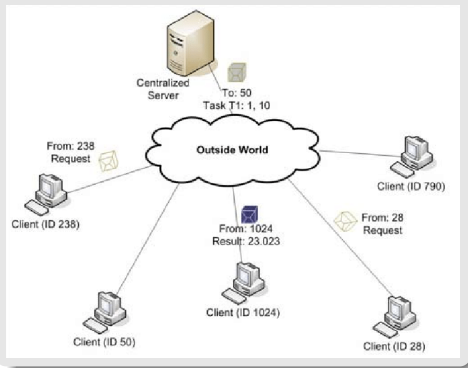 Centralized
Server
To: 50
Task T1: 1, 10
Outside World
From: 238
Request
Client (ID 238)
Client (ID 790)
From: 1024
Result: 23.023
From: 28
Request
Client (ID 50)
Client (ID 1024)
Client (ID 28)